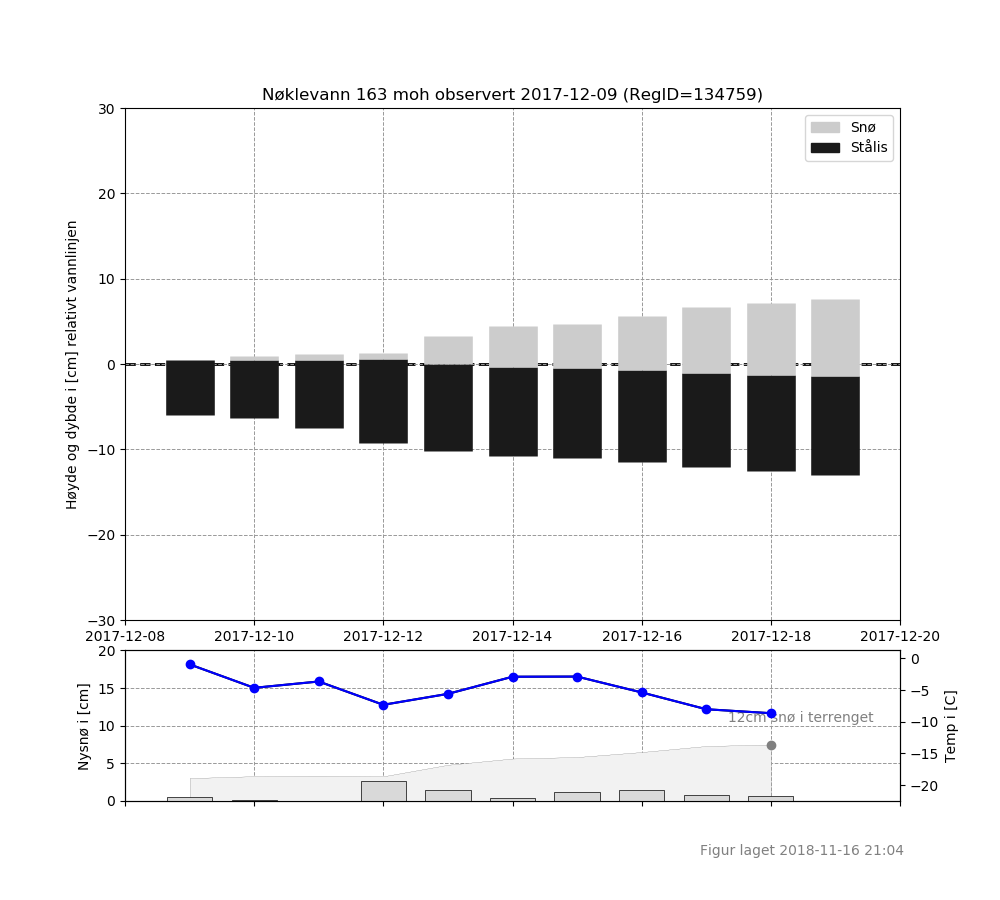 Nøklevann 163 moh observert 2017-12-09 (RegID=134759)
Høyde og dybde i [cm] relativt vannlinjen
30
20
10
0
−10
−20
−30
Snø
Stålis
2017-12-08 2017-12-10 2017-12-12 2017-12-14 2017-12-16 2017-12-18 2017-12-20
Nysnø i [cm]
20
15
10
5
0
12cm snø i terrenget
0
−5
−10
−15
−20
Temp i [C]
Figur laget 2018-11-16 21:04